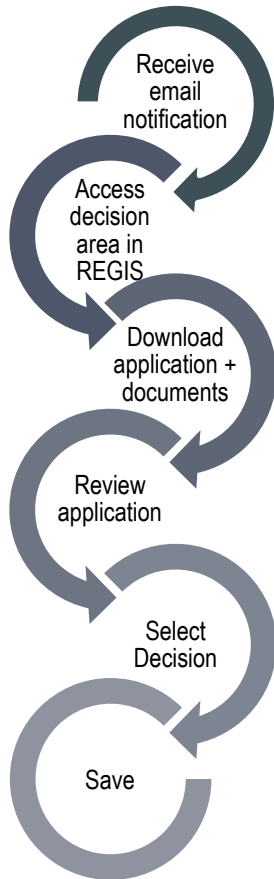 Receive
email
notification
Access
decision
area in
REGIS
Download
application +
documents
Review
application
Select
Decision
Save